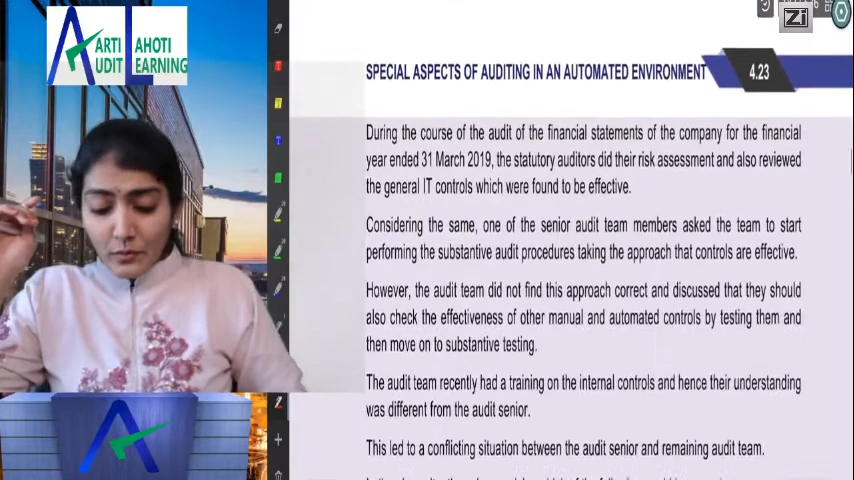 ARTI AHOTI
UDIT EARNING
Zi
SPECIAL ASPECTS OF AUDITING IN AN AUTOMATED ENVIRONMENT 4.23
During the course of the audit of the financial statements of the company for the financial
year ended 31 March 2019, the statutory auditors did their risk assessment and also reviewed
the general IT controls which were found to be effective.
Considering the same, one of the senior audit team members asked the team to start
performing the substantive audit procedures taking the approach that controls are effective.
However, the audit team did not find this approach correct and discussed that they should
also check the effectiveness of other manual and automated controls by testing them and
then move on to substantive testing.
The audit team recently had a training on the internal controls and hence their understanding
was different from the audit senior.
This led to a conflicting situation between the audit senior and remaining audit team.